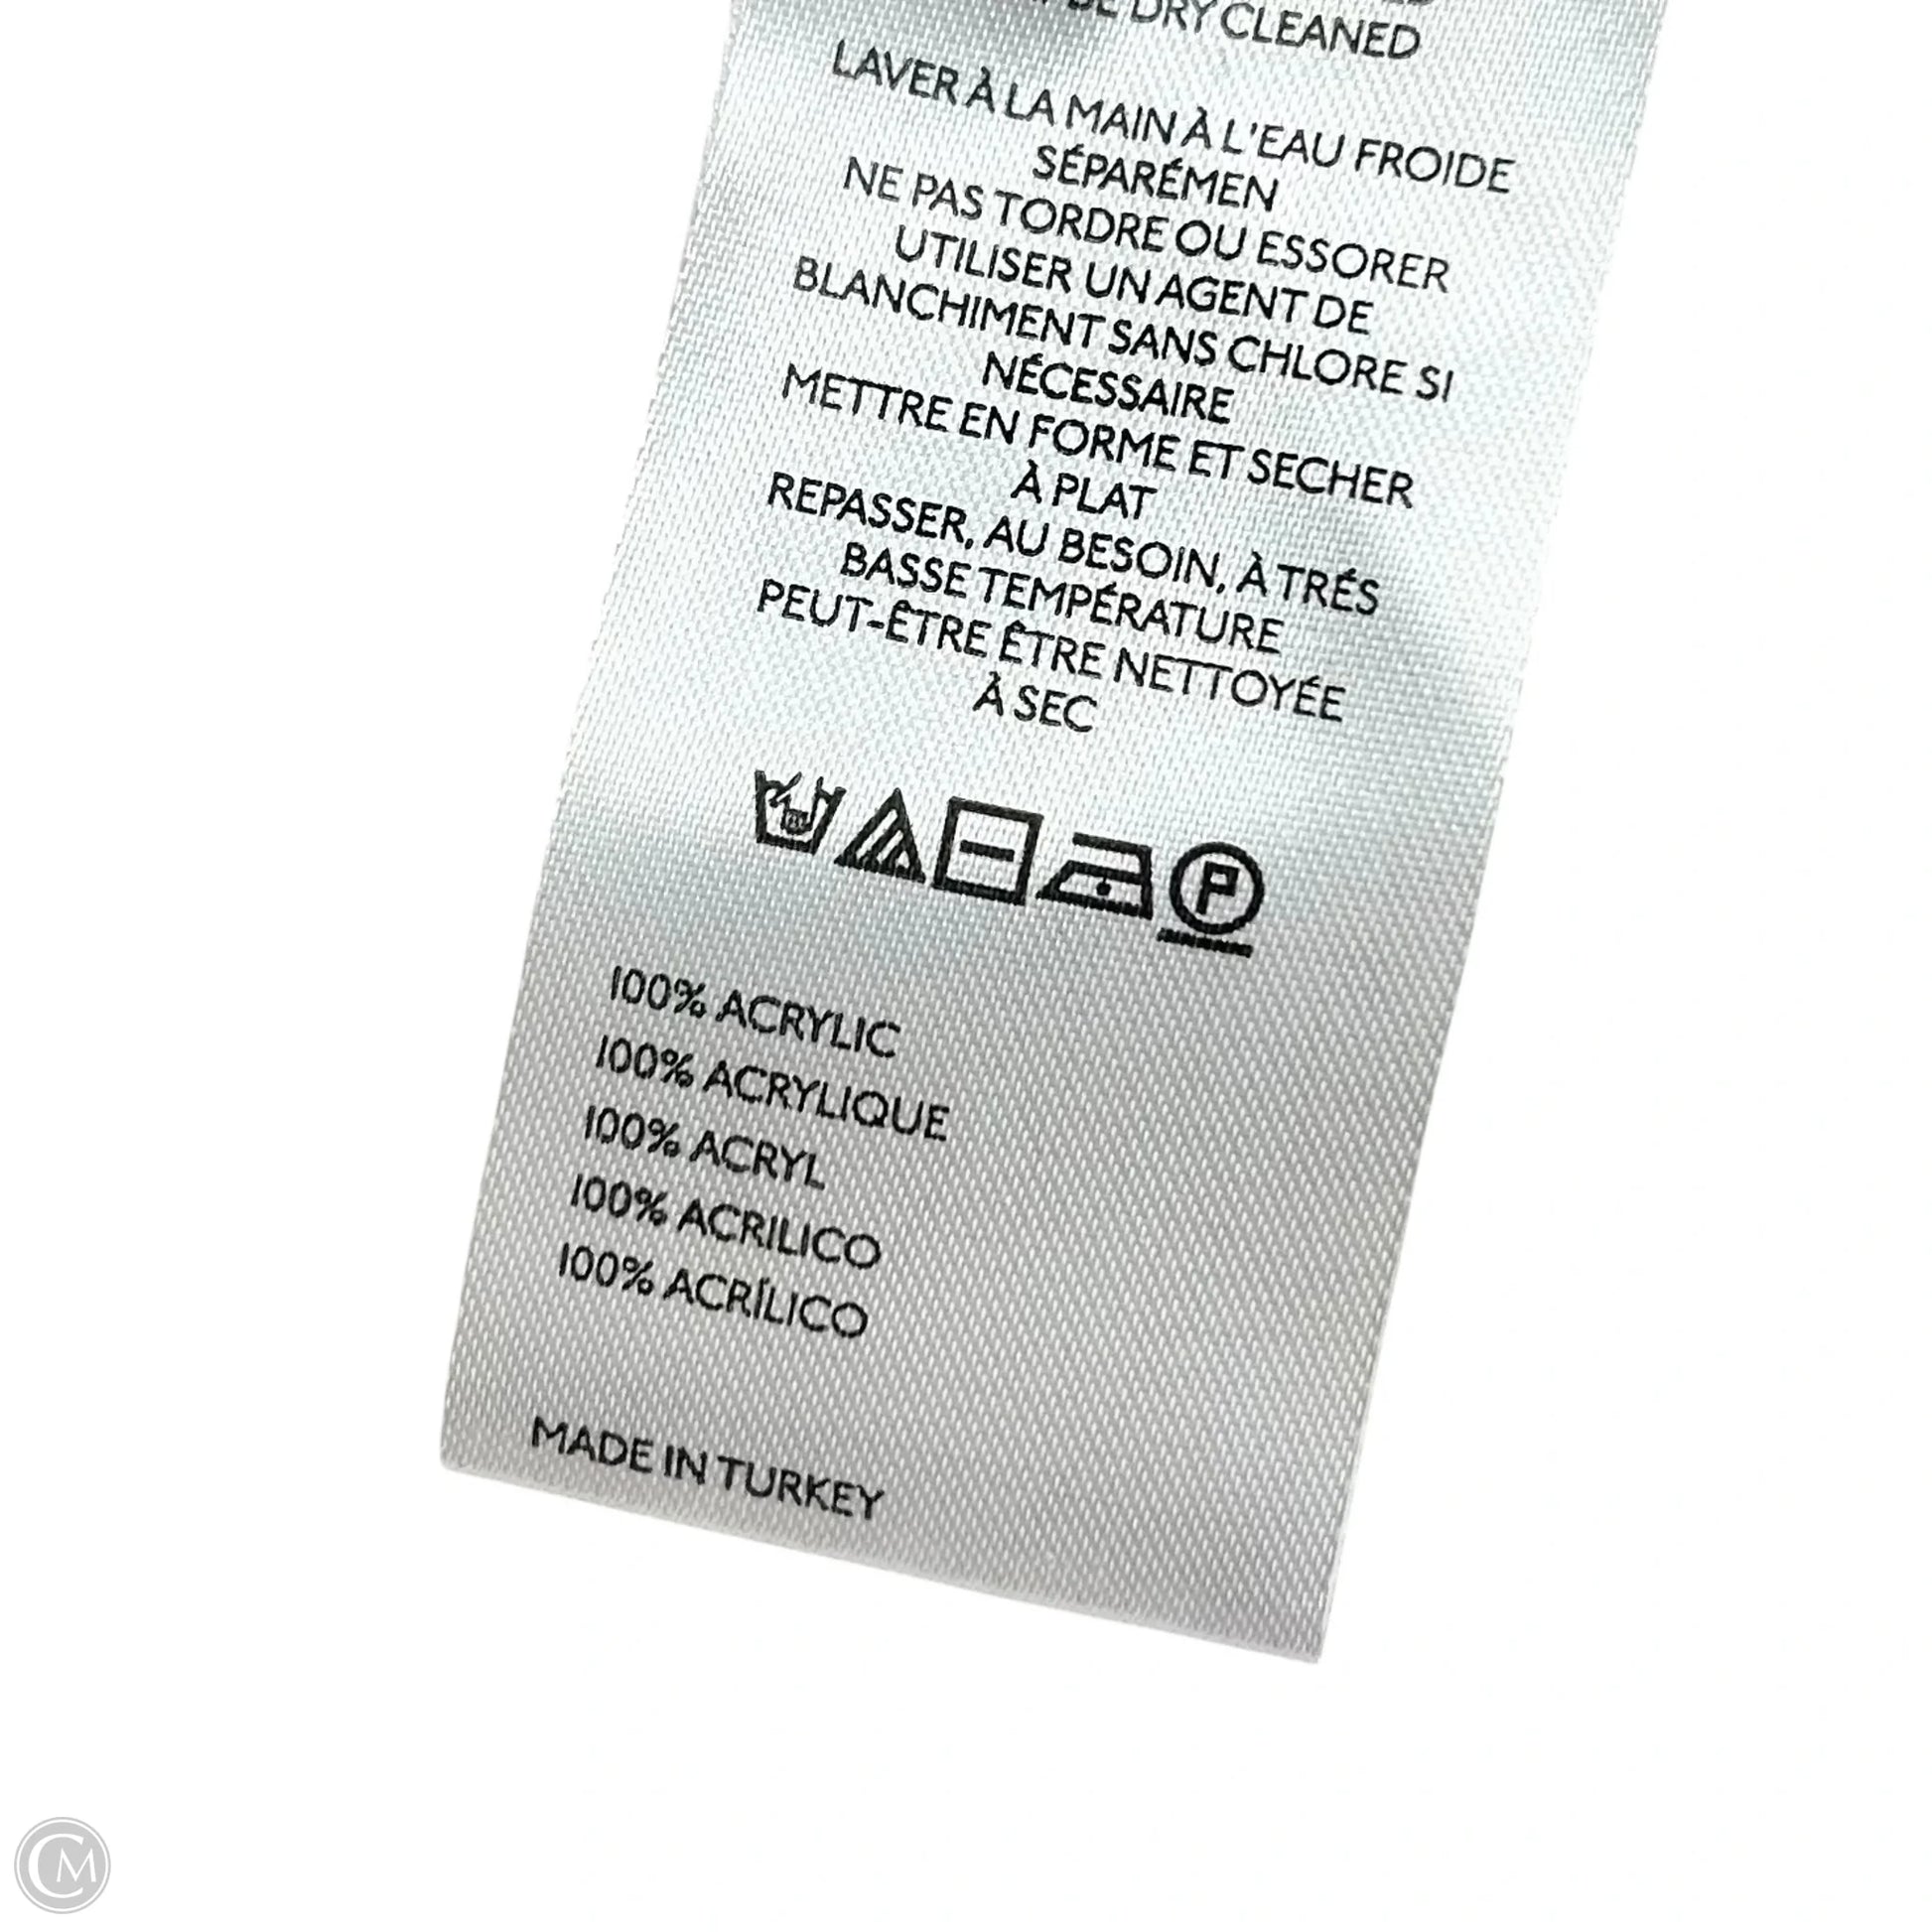 BE DRY CLEANED
LAVER À LA MAIN À L'EAU FROIDE
SÉPARÉMEN
NE PAS TORDRE OU ESSORER
UTILISER UN AGENT DE
BLANCHIMENT SANS CHLORE SI
NÉCESSAIRE
METTRE EN FORME ET SECHER
À PLAT
REPASSER, AU BESOIN, À TRÉS
BASSE TEMPÉRATURE
PEUT-ÊTRE ÊTRE NETTOYÉE
À SEC
P
100% ACRYLIC
100% ACRYLIQUE
100% ACRYL
100% ACRILICO
100% ACRÍLICO
MADE IN TURKEY
CM